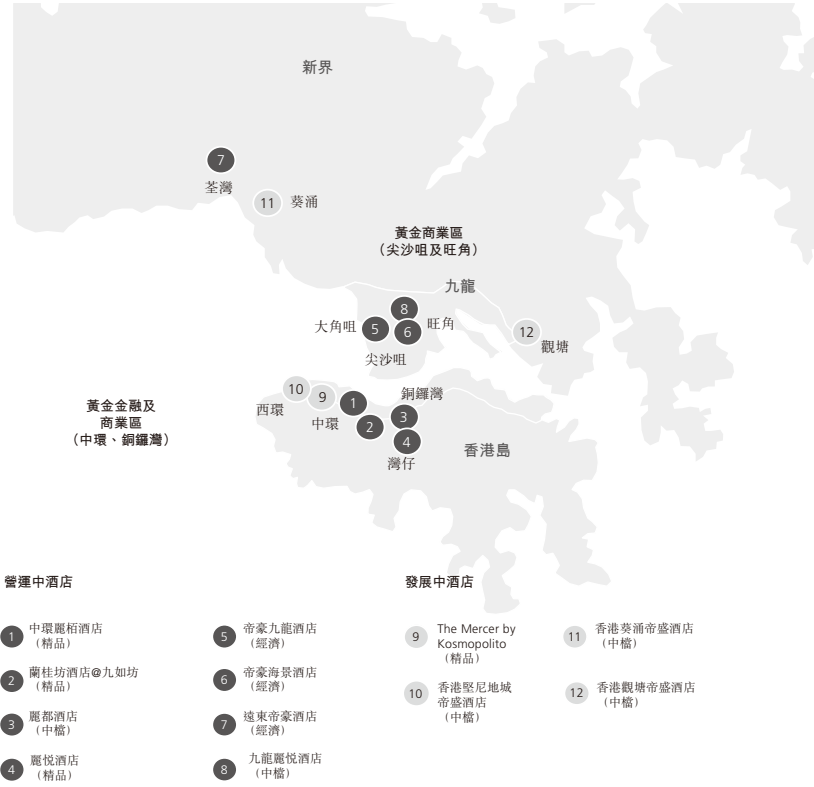 新界
7
荃灣
11 葵涌
黃金商業區
（尖沙咀及旺角）
九龍
8
大角咀 5 6 旺角
12
觀塘
尖沙咀
黃金金融及
商業區
（中環、銅鑼灣）
10
西環
9
中環
1
2
銅鑼灣
3
4
灣仔
香港島
營運中酒店
1 中環麗栢酒店
（精品）
2 蘭桂坊酒店@九如坊
（精品）
3 麗都酒店
（中檔）
4 麗悅酒店
（精品）
5 帝豪九龍酒店
（經濟）
6 帝豪海景酒店
（經濟）
7 遠東帝豪酒店
（經濟）
8 九龍麗悅酒店
（中檔）
發展中酒店
9 The Mercer by
Kosmopolito
（精品）
10 香港堅尼地城
帝盛酒店
（中檔）
11 香港葵涌帝盛酒店
（中檔）
12 香港觀塘帝盛酒店
（中檔）